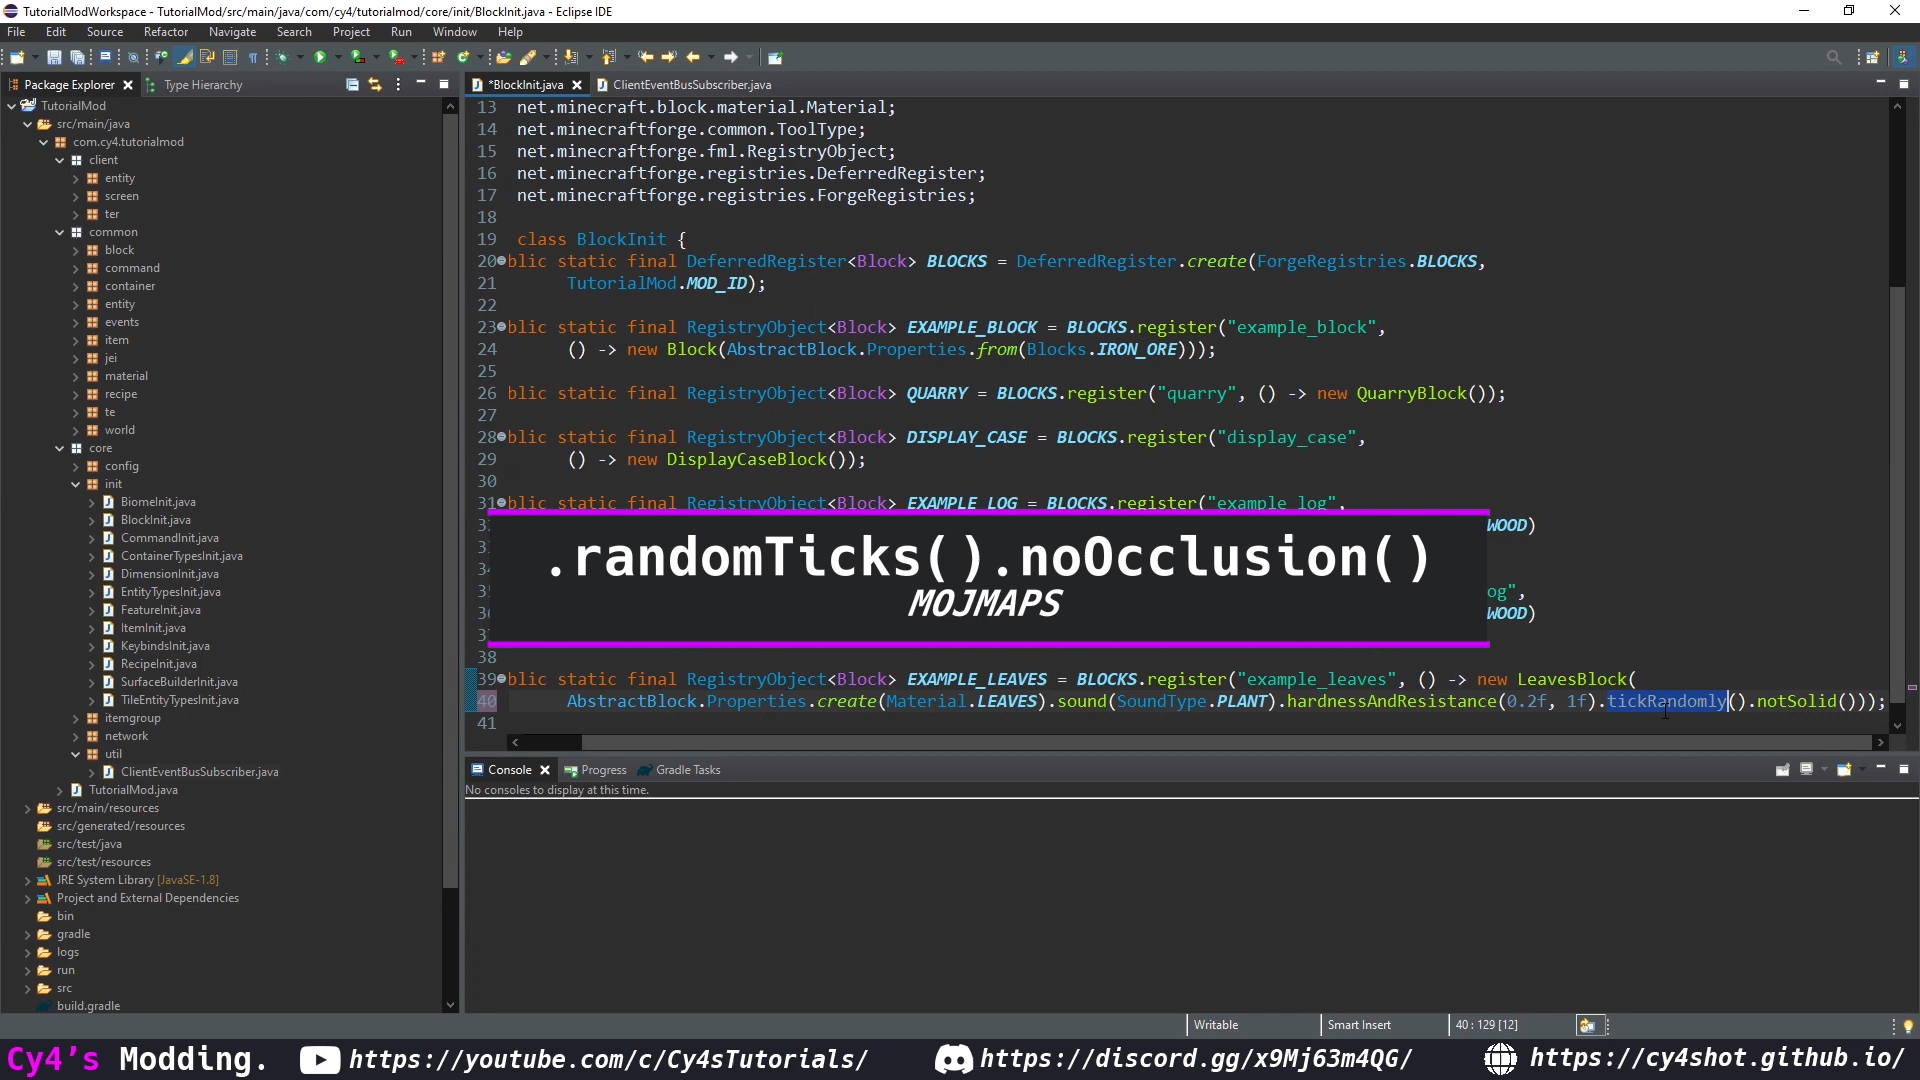 TutorialModWorkspace - TutorialMod/src/main/java/com/cy4/tutorialmod/core/init/BlockInit.java - Eclipse IDE
File Edit Source Refactor Navigate Search Project Run Window Help
Package Explorer Type Hierarchy
*BlockInit.java ClientEventBusSubscriber.java
TutorialMod
src/main/java
com.cy4.tutorialmod
client
entity
screen
ter
common
block
command
container
entity
events
item
jei
material
recipe
te
world
core
config
init
BiomeInit.java
BlockInit.java
CommandInit.java
ContainerTypesInit.java
DimensionInit.java
EntityTypesInit.java
FeatureInit.java
ItemInit.java
KeybindsInit.java
RecipeInit.java
SurfaceBuilderInit.java
TileEntityTypesInit.java
itemgroup
network
util
ClientEventBusSubscriber.java
TutorialMod.java
src/main/resources
src/generated/resources
src/test/java
src/test/resources
JRE System Library [JavaSE-1.8]
Project and External Dependencies
bin
gradle
logs
run
src
build.gradle
13 net.minecraft.block.material.Material;
14 net.minecraftforge.common.ToolType;
15 net.minecraftforge.fml.RegistryObject;
16 net.minecraftforge.registries.DeferredRegister;
17 net.minecraftforge.registries.ForgeRegistries;
18
19 class BlockInit {
20 blic static final DeferredRegister<Block> BLOCKS = DeferredRegister.create(ForgeRegistries.BLOCKS,
21 TutorialMod.MOD_ID);
22
23 blic static final RegistryObject<Block> EXAMPLE_BLOCK = BLOCKS.register("example_block",
24 () -> new Block(AbstractBlock.Properties.from(Blocks.IRON_ORE)));
25
26 blic static final RegistryObject<Block> QUARRY = BLOCKS.register("quarry", () -> new QuarryBlock());
27
28 blic static final RegistryObject<Block> DISPLAY_CASE = BLOCKS.register("display_case",
29 () -> new DisplayCaseBlock());
30
31 blic static final RegistryObject<Block> EXAMPLE_LOG = BLOCKS.register("example_log",
WOOD)
.randomTicks().noOcclusion()
MOJMAPS
og",
WOOD)
38
39 blic static final RegistryObject<Block> EXAMPLE_LEAVES = BLOCKS.register("example_leaves", () -> new LeavesBlock(
40 AbstractBlock.Properties.create(Material.LEAVES).sound(SoundType.PLANT).hardnessAndResistance(0.2f, 1f).tickRandomly().notSolid()));
41
Console Progress Gradle Tasks
No consoles to display at this time.
Writable Smart Insert 40 : 129 [12]
Cy4's Modding. https://youtube.com/c/Cy4sTutorials/ https://discord.gg/x9Mj63m4QG/ https://cy4shot.github.io/